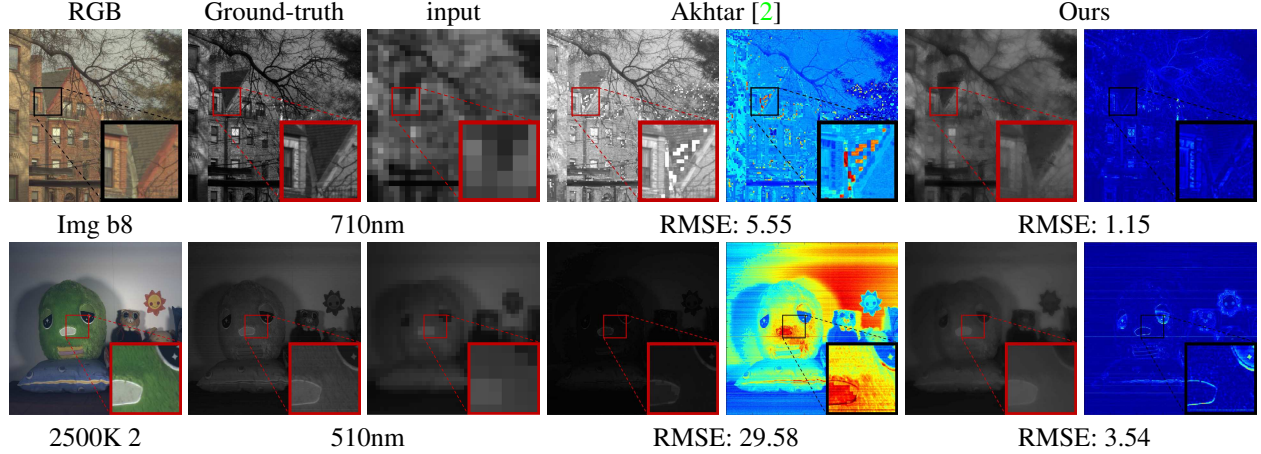 RGB Ground-truth input Akhtar [2] Ours
Img b8 710nm RMSE: 5.55 RMSE: 1.15
2500K 2 510nm RMSE: 29.58 RMSE: 3.54